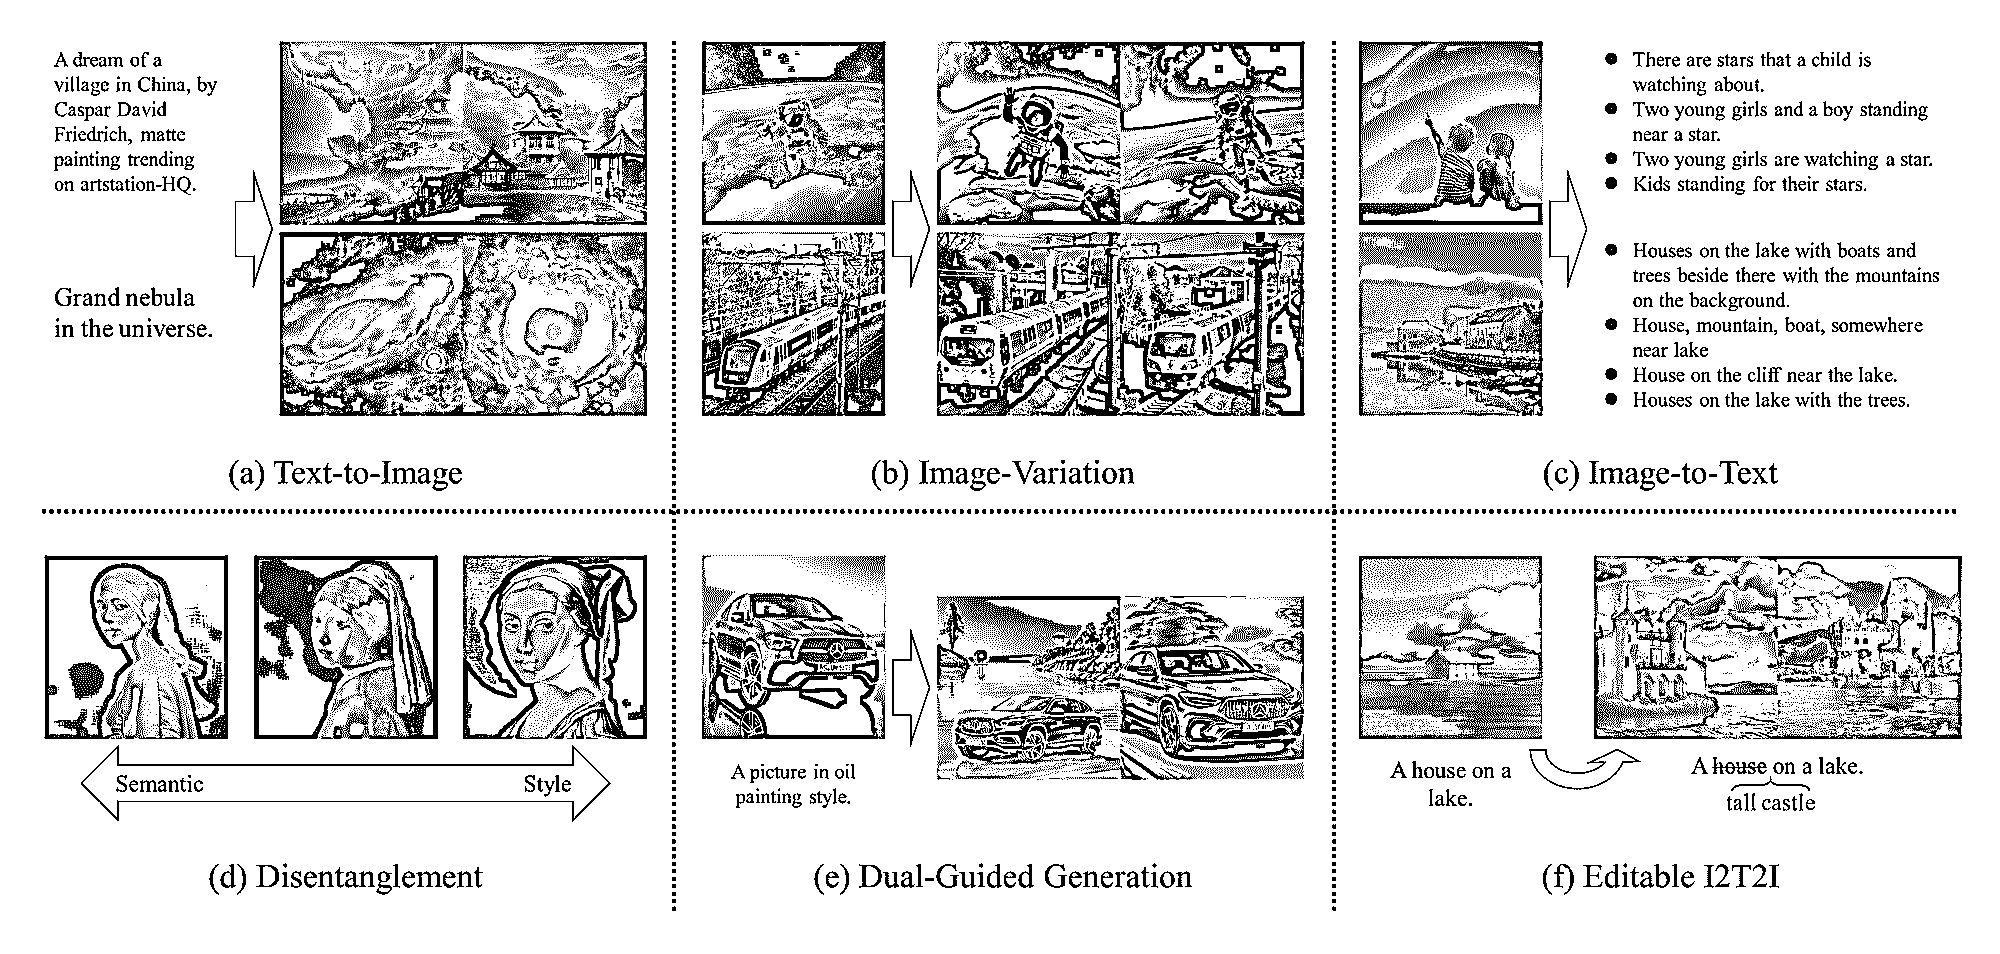 A dream of a
village in China, by
Caspar David
Friedrich, matte
painting trending
on artstation-HQ.
Grand nebula
in the universe.
(a) Text-to-Image
(b) Image-Variation
● There are stars that a child is
watching about.
● Two young girls and a boy standing
near a star.
● Two young girls are watching a star.
● Kids standing for their stars.
● Houses on the lake with boats and
trees beside there with the mountains
on the background.
● House, mountain, boat, somewhere
near lake
● House on the cliff near the lake.
● Houses on the lake with the trees.
(c) Image-to-Text
Semantic
Style
(d) Disentanglement
A picture in oil
painting style.
(e) Dual-Guided Generation
A house on a
lake.
A house on a lake.
tall castle
(f) Editable I2T2I